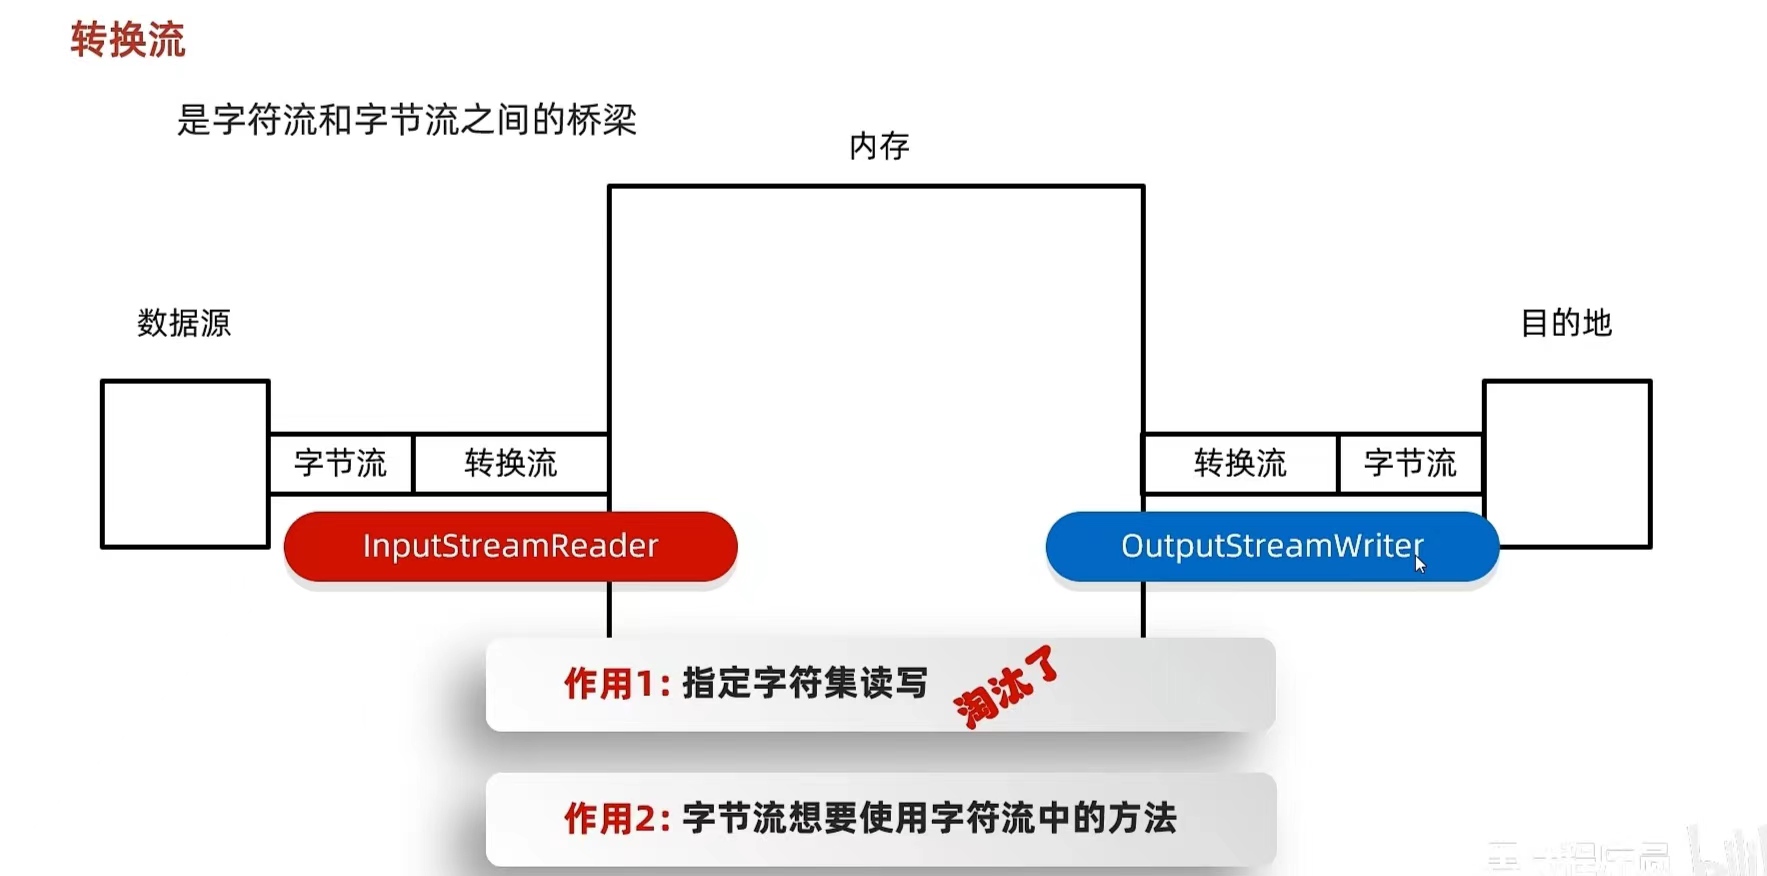 转换流
是字符流和字节流之间的桥梁
内存
数据源
目的地
字节流
转换流
转换流
字节流
InputStreamReader
OutputStreamWriter
作用1: 指定字符集读写
淘汰了
作用2: 字节流想要使用字符流中的方法